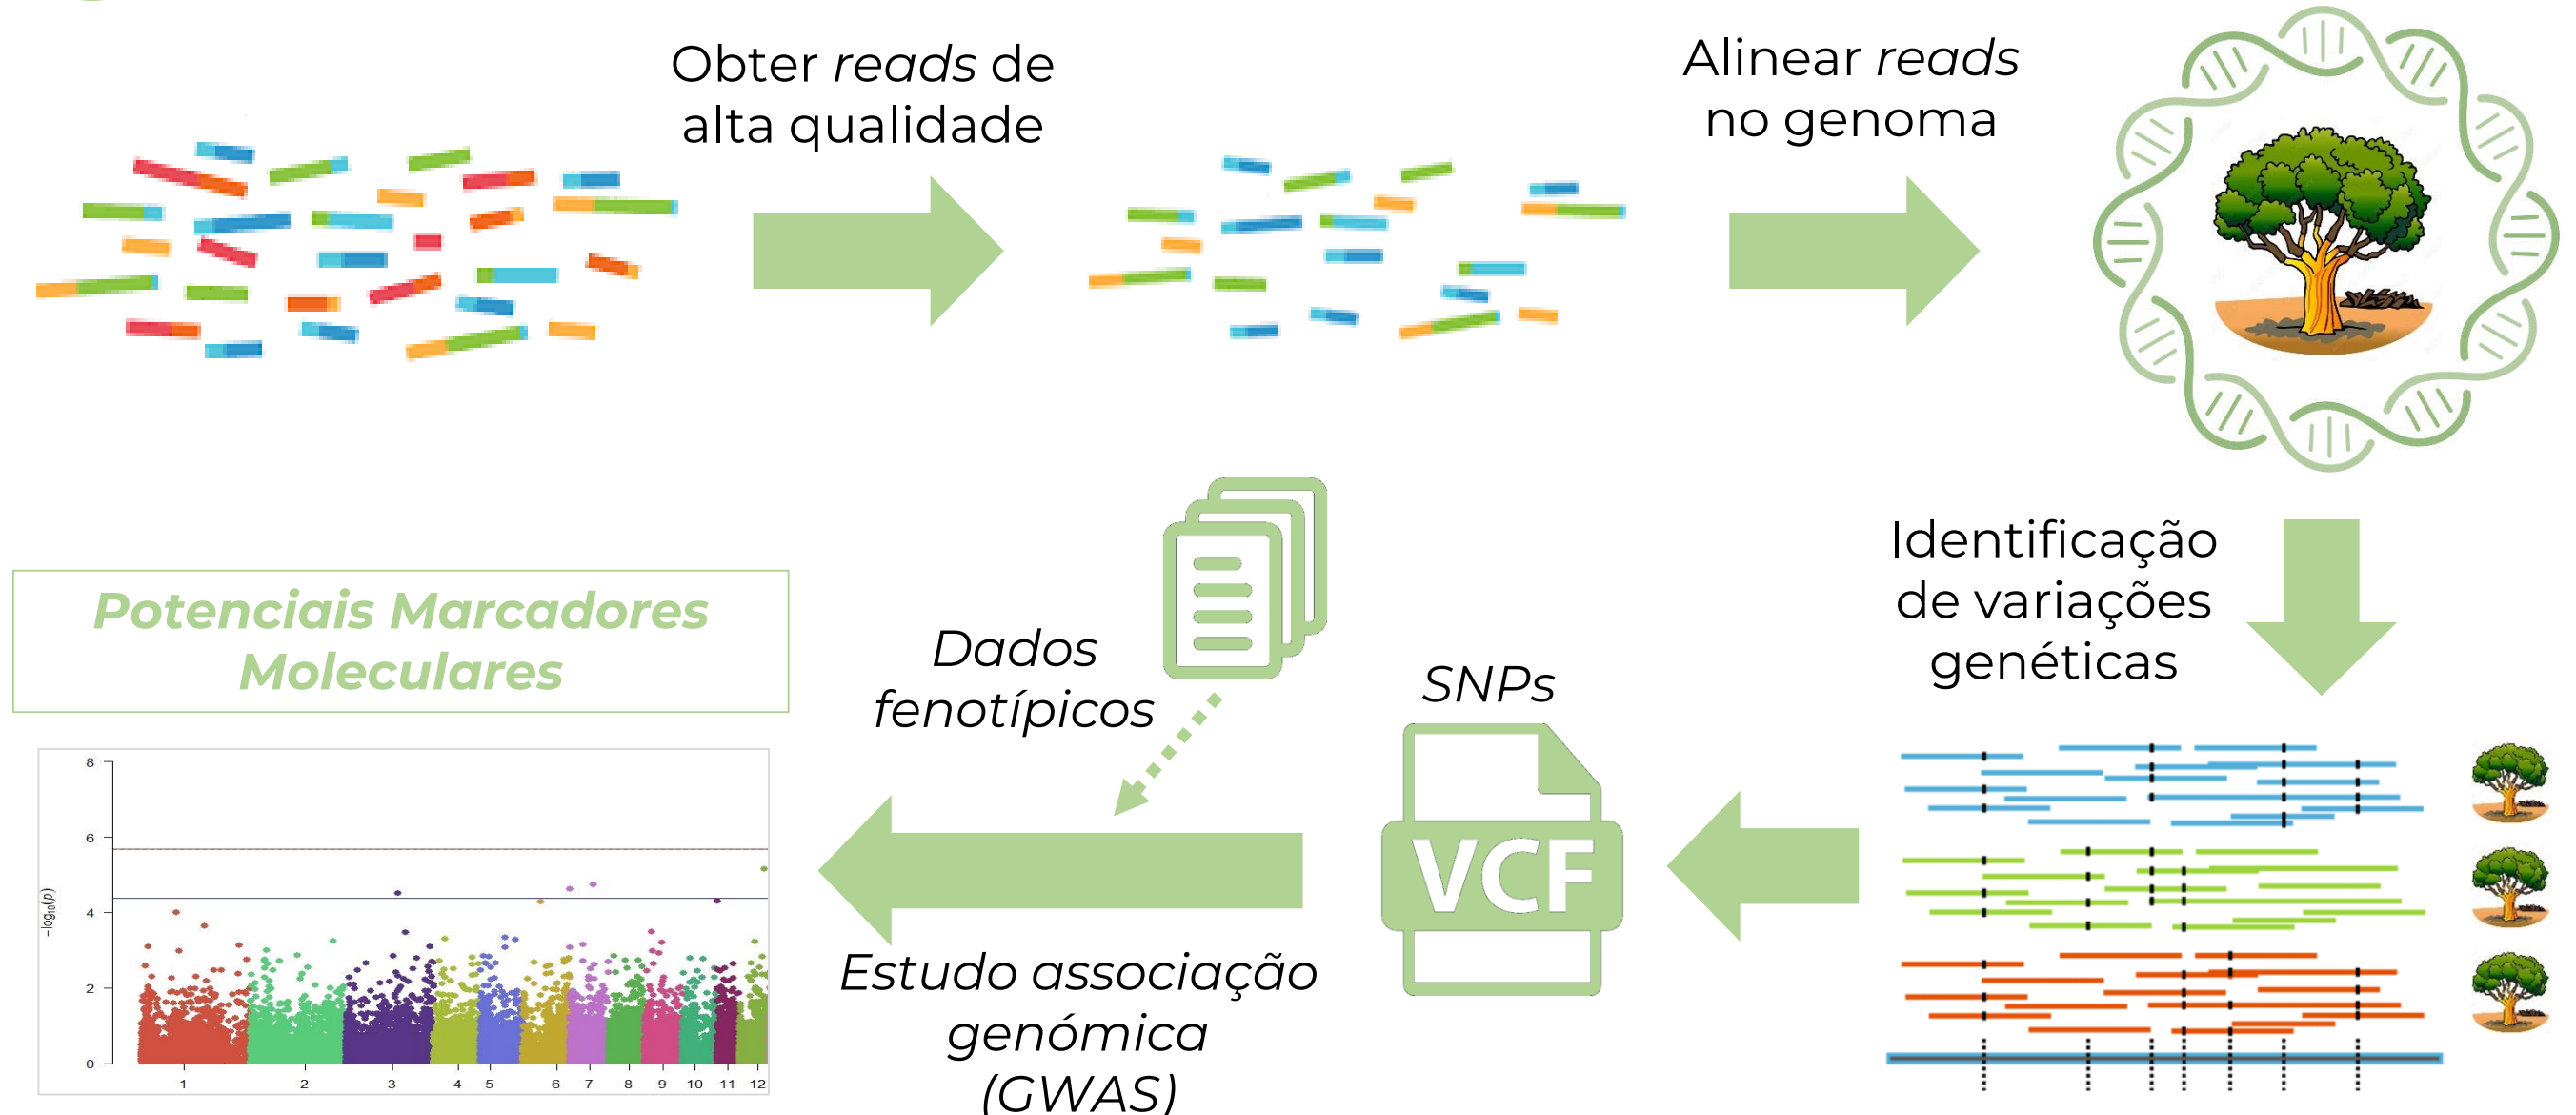 Obter reads de
alta qualidade
Alinear reads
no genoma
Identificação
de variações
genéticas
SNPs
VCF
Dados
fenotípicos
Estudo associação
genómica
(GWAS)
Potenciais Marcadores
Moleculares
8
6
4
2
0
−log10(p)
1 2 3 4 5 6 7 8 9 10 11 12